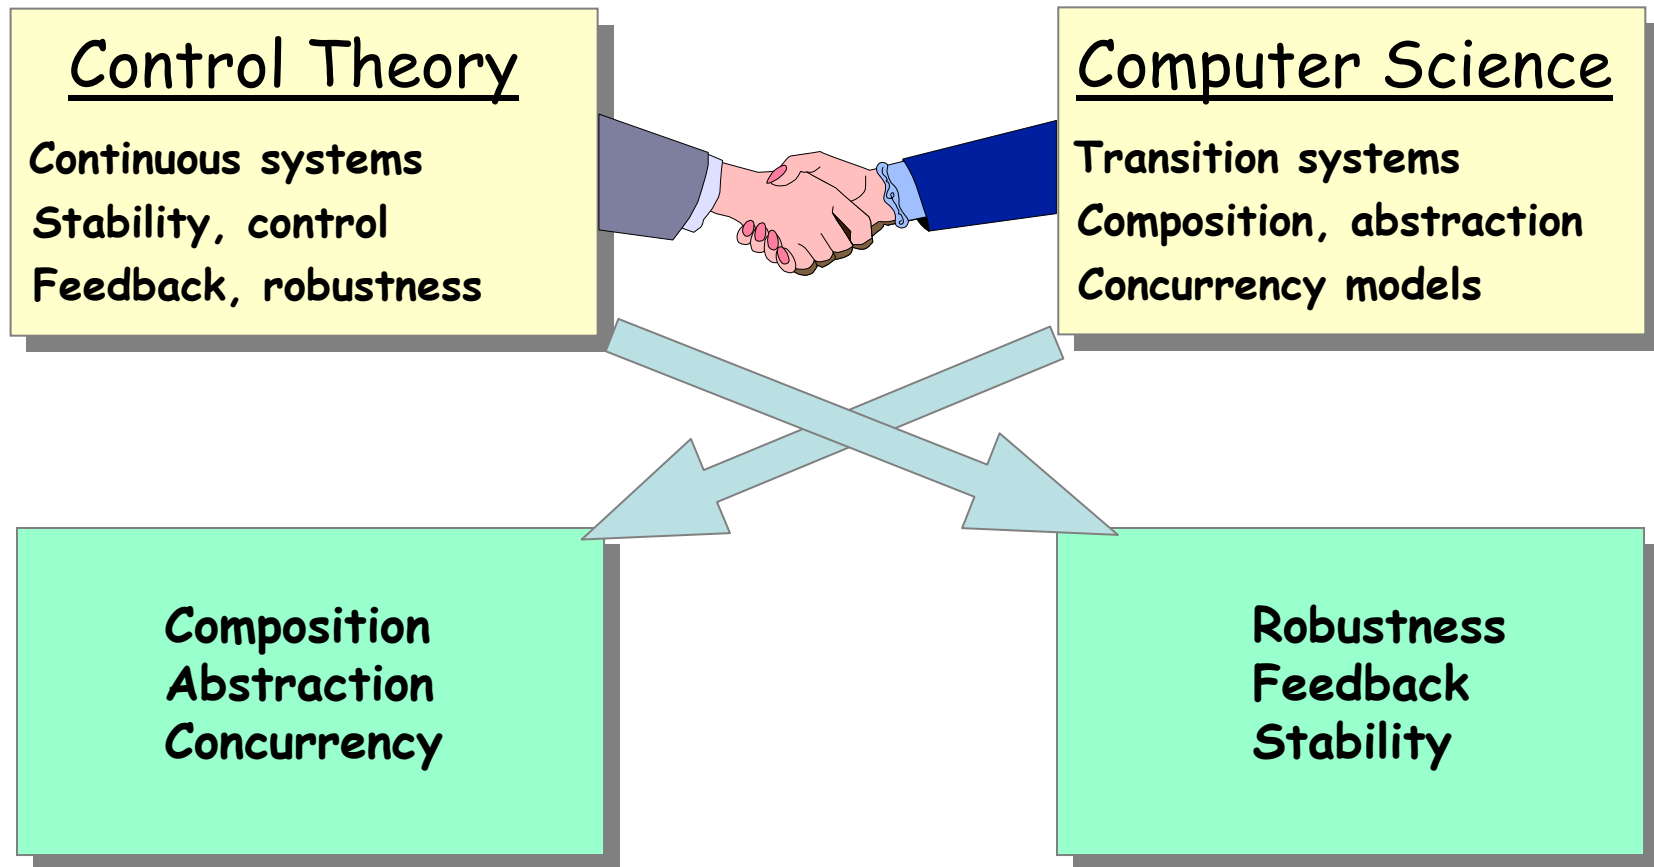 Control Theory
Continuous systems
Stability, control
Feedback, robustness
Computer Science
Transition systems
Composition, abstraction
Concurrency models
Composition
Abstraction
Concurrency
Robustness
Feedback
Stability